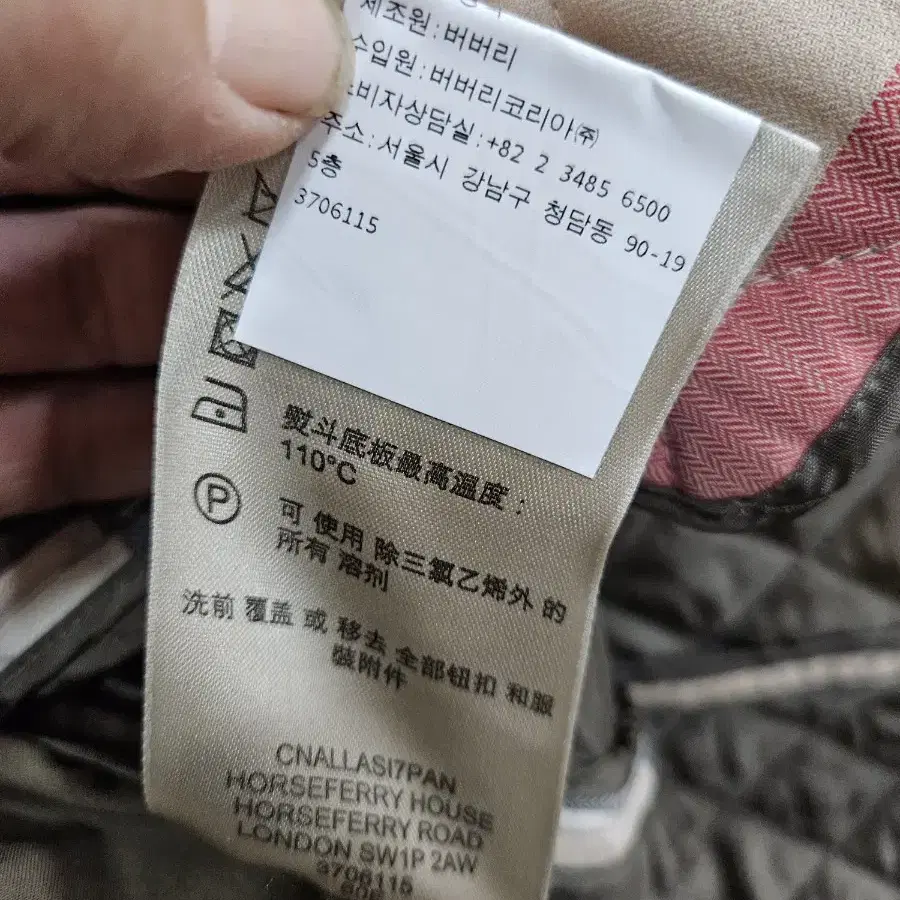 제조원:버버리
수입원:버버리코리아㈜
소비자상담실:+82 2 3485 6500
주소:서울시 강남구 청담동 90-19
5층
3706115
熨斗底板最高温度:
110°C
P
可 使用 除三氯乙烯外 的
所有 溶剂
洗前 覆盖 或 移去 全部钮扣 和服
裝附件
CNALLASI7PAN
HORSEFERRY HOUSE
HORSEFERRY ROAD
LONDON SW1P 2AW
3706115